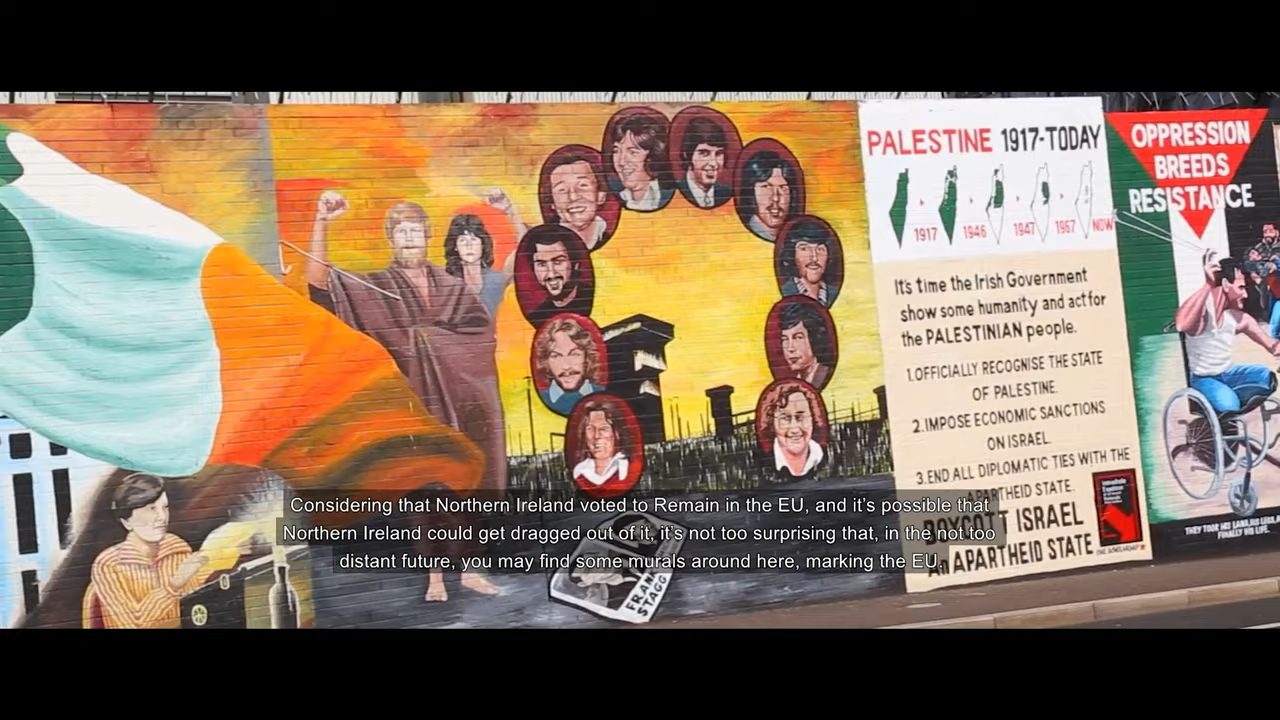 PALESTINE 1917-TODAY
1917 1946 1947 1967 NOW
It's time the Irish Government
show some humanity and act for
the PALESTINIAN people.
1.OFFICIALLY RECOGNISE THE STATE
OF PALESTINE.
2.IMPOSE ECONOMIC SANCTIONS
ON ISRAEL.
3.END ALL DIPLOMATIC TIES WITH THE
APARTHEID STATE.
BOYCOTT ISRAEL
An APARTHEID STATE
OPPRESSION
BREEDS
RESISTANCE
FINALLY HIS LIFE.
FRANK
STAGG
Considering that Northern Ireland voted to Remain in the EU, and it's possible that
Northern Ireland could get dragged out of it, it's not too surprising that, in the not too
distant future, you may find some murals around here, marking the EU.